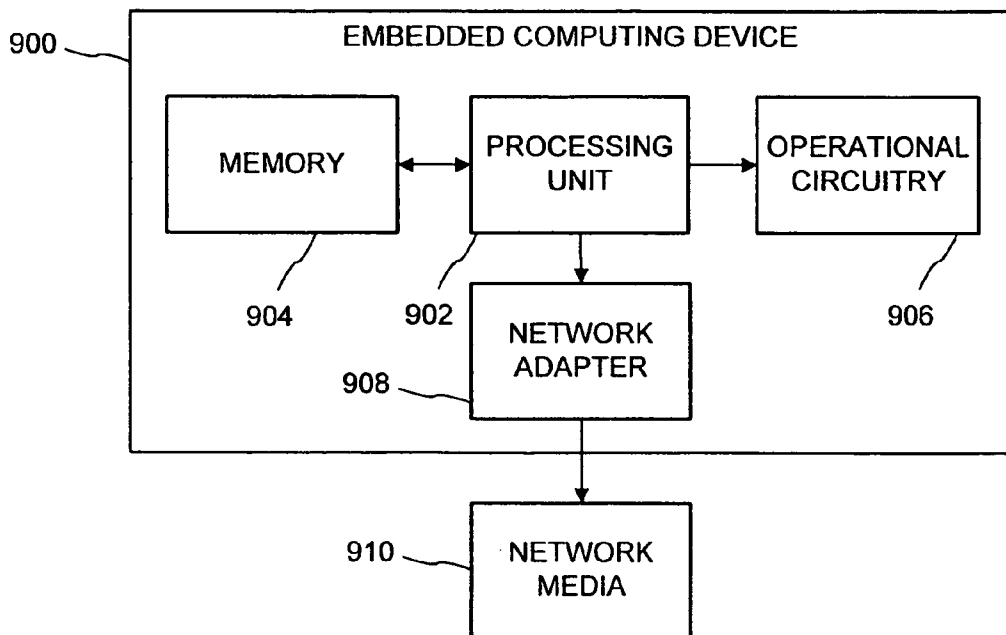 900
EMBEDDED COMPUTING DEVICE
MEMORY
PROCESSING
UNIT
OPERATIONAL
CIRCUITRY
904
902
906
NETWORK
ADAPTER
908
910
NETWORK
MEDIA